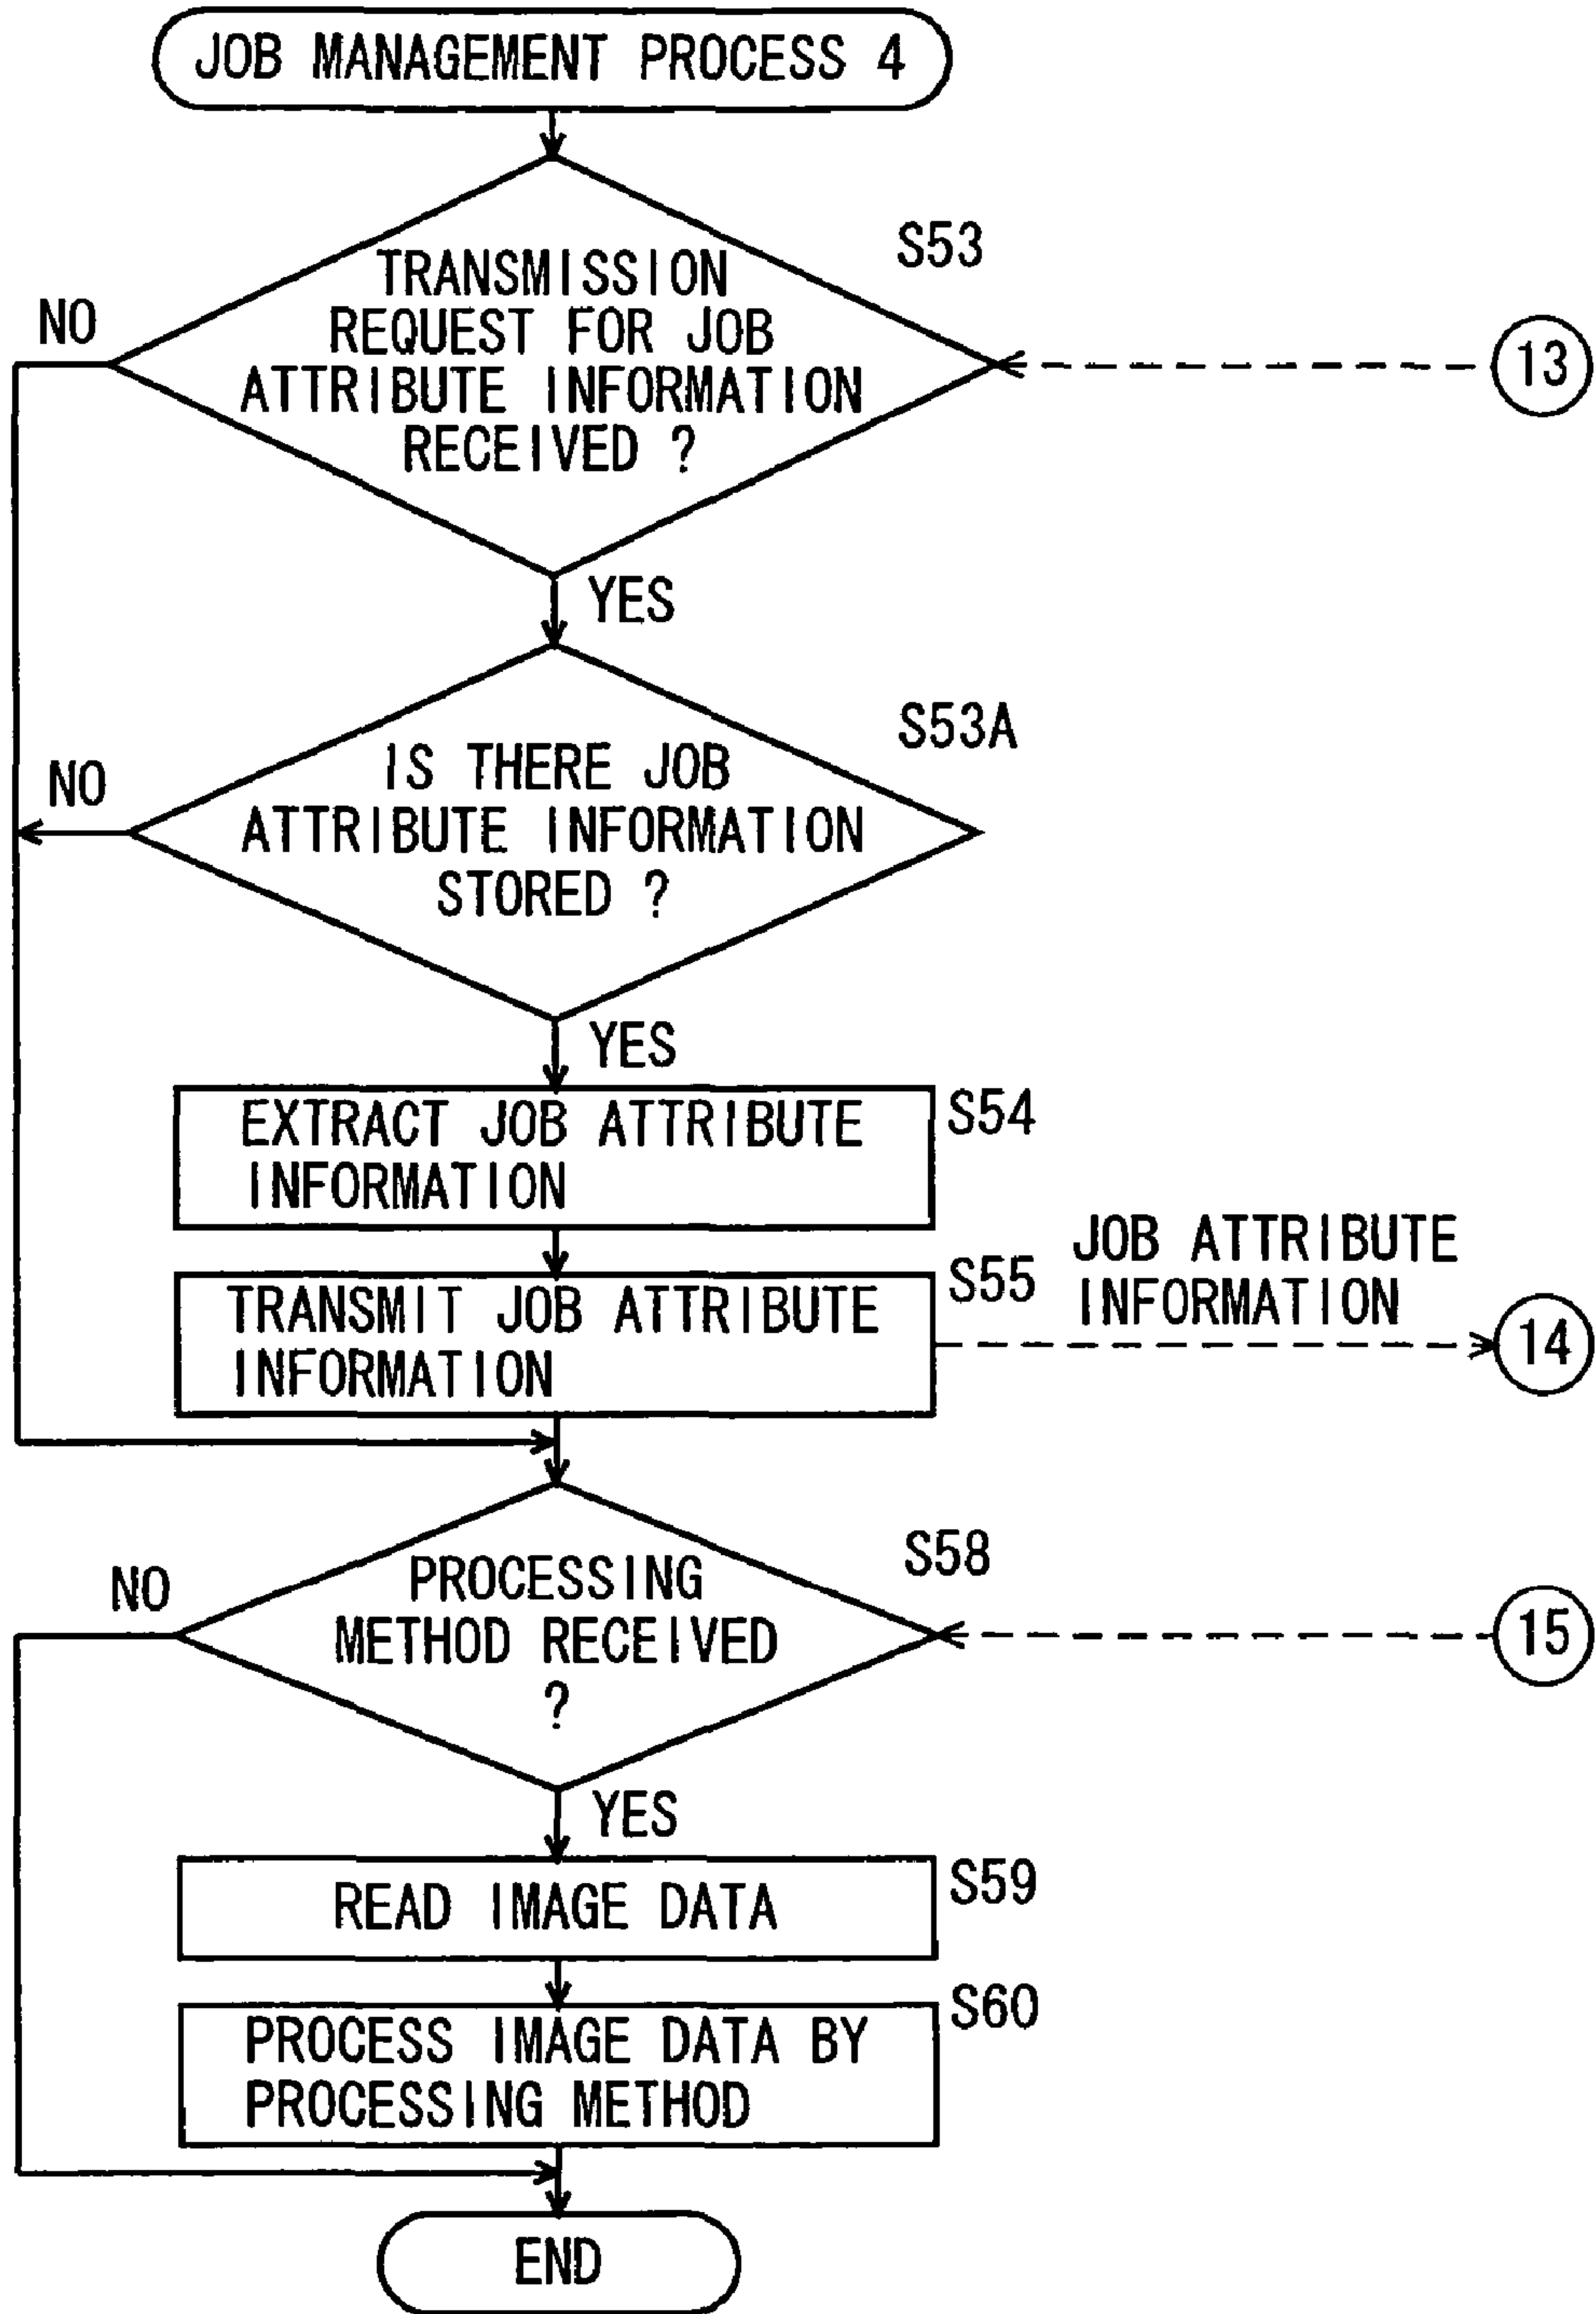 JOB MANAGEMENT PROCESS 4
S53
TRANSMISSION
REQUEST FOR JOB
ATTRIBUTE INFORMATION
RECEIVED ?
NO
13
YES
S53A
IS THERE JOB
ATTRIBUTE INFORMATION
STORED ?
NO
YES
EXTRACT JOB ATTRIBUTE
INFORMATION
S54
TRANSMIT JOB ATTRIBUTE
INFORMATION
S55
JOB ATTRIBUTE
INFORMATION
14
S58
PROCESSING
METHOD RECEIVED
?
NO
15
YES
READ IMAGE DATA
S59
PROCESS IMAGE DATA BY
PROCESSING METHOD
S60
END